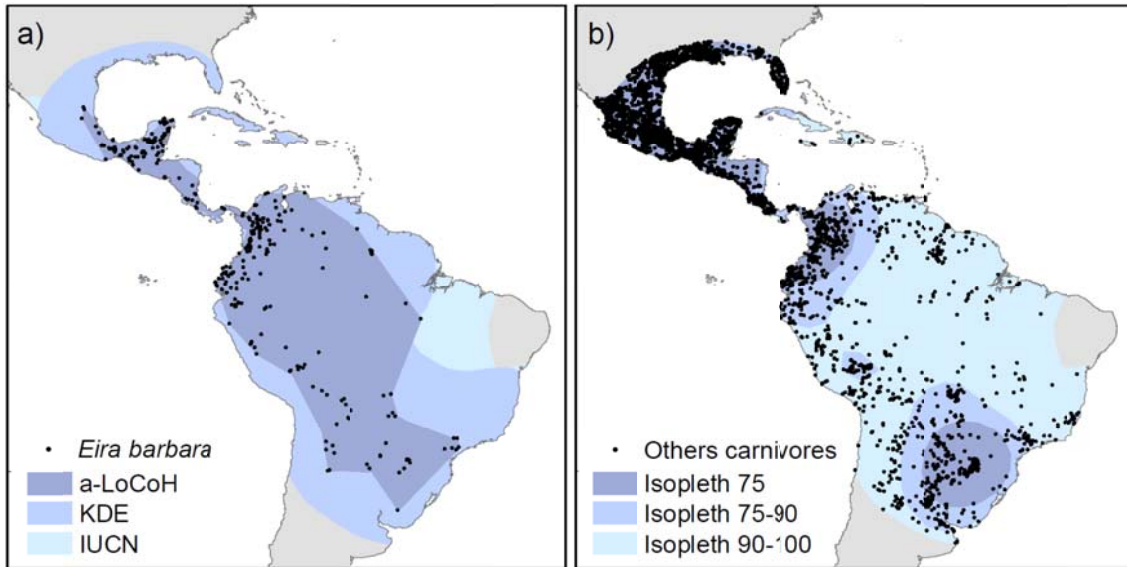 a)
Eira barbara
a-LoCoH
KDE
IUCN
b)
Others carnivores
Isopleth 75
Isopleth 75-90
Isopleth 90-100